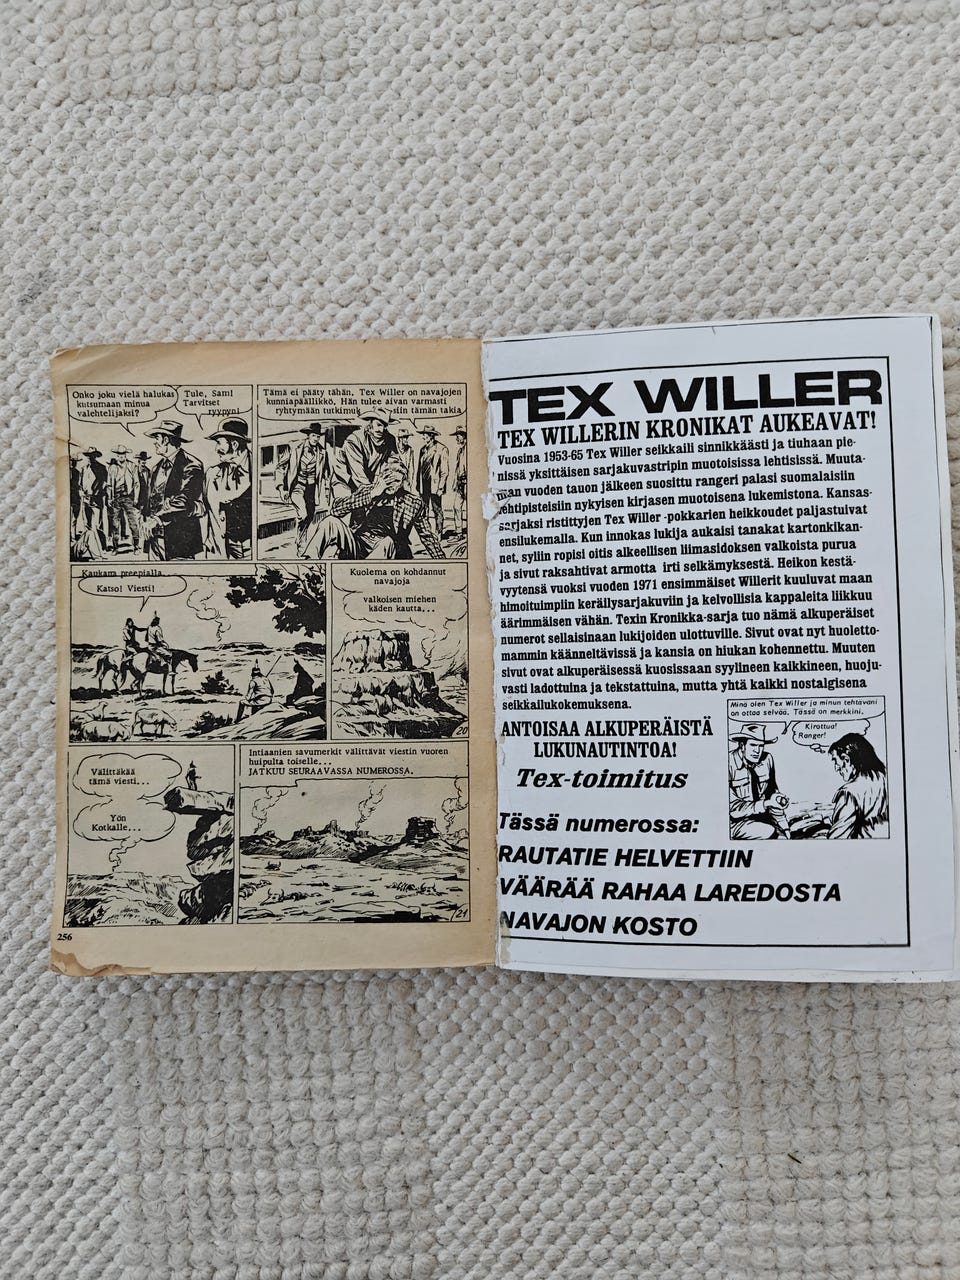 Onko joku vielä halukas
kutsumaan minua
valehtelijaksi?
Tule, Sam!
Tarvitset
ryypyn!
Tämä ei pääty tähän, Tex Willer on navajojen
kunniapäällikkö, Hän tulee aivan varmasti
ryhtymään tutkimuk siin tämän takia
19
Kaukana preerialla...
Katso! Viesti!
Kuolema on kohdannut
navajoja
valkoisen miehen
käden kautta...
20
Välittäkää
tämä viesti...
Yön
Kotkalle...
Intiaanien savumerkit välittävät viestin vuoren
huipulta toiselle...
JATKUU SEURAAVASSA NUMEROSSA.
21
256
TEX WILLER
TEX WILLERIN KRONIKAT AUKEAVAT!
Vuosina 1953-65 Tex Willer seikkaili sinnikkäästi ja tiuhaan pie-
nissä yksittäisen sarjakuvastripin muotoisissa lehtisissä. Muuta-
man vuoden tauon jälkeen suosittu rangeri palasi suomalaisiin
lehtipisteisiin nykyisen kirjasen muotoisena lukemistona. Kansas-
sarjaksi ristittyjen Tex Willer -pokkarien heikkoudet paljastuivat
ensilukemalla. Kun innokas lukija aukaisi tanakat kartonkikan-
net, syliin ropisi oitis alkeellisen liimasidoksen valkoista purua
ja sivut raksahtivat armotta irti selkämyksestä. Heikon kestä-
vyytensä vuoksi vuoden 1971 ensimmäiset Willerit kuuluvat maan
himoituimpiin keräilysarjakuviin ja kelvollisia kappaleita liikkuu
äärimmäisen vähän. Texin Kronikka-sarja tuo nämä alkuperäiset
numerot sellaisinaan lukijoiden ulottuville. Sivut ovat nyt huoletto-
mammin käänneltävissä ja kansia on hiukan kohennettu. Muuten
sivut ovat alkuperäisessä kuosissaan syylineen kaikkineen, huoju-
vasti ladottuina ja tekstattuina, mutta yhtä kaikki nostalgisena
seikkailukokemuksena.
ANTOISAA ALKUPERÄISTÄ
LUKUNAUTINTOA!
Tex-toimitus
Minä olen Tex Willer ja minun tehtäväni
on ottaa selvää. Tässä on merkkini.
Kirottua!
Ranger!
Tässä numerossa:
RAUTATIE HELVETTIIN
VÄÄRÄÄ RAHAA LAREDOSTA
NAVAJON KOSTO